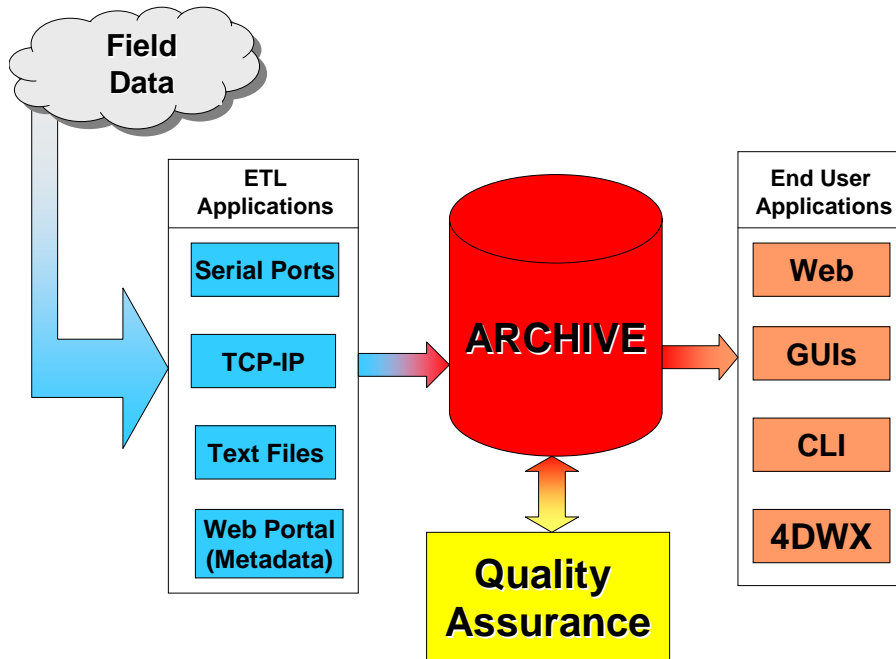 Field
Data
ETL
Applications
Serial Ports
TCP-IP
Text Files
Web Portal
(Metadata)
ARCHIVE
Quality
Assurance
End User
Applications
Web
GUIs
CLI
4DWX